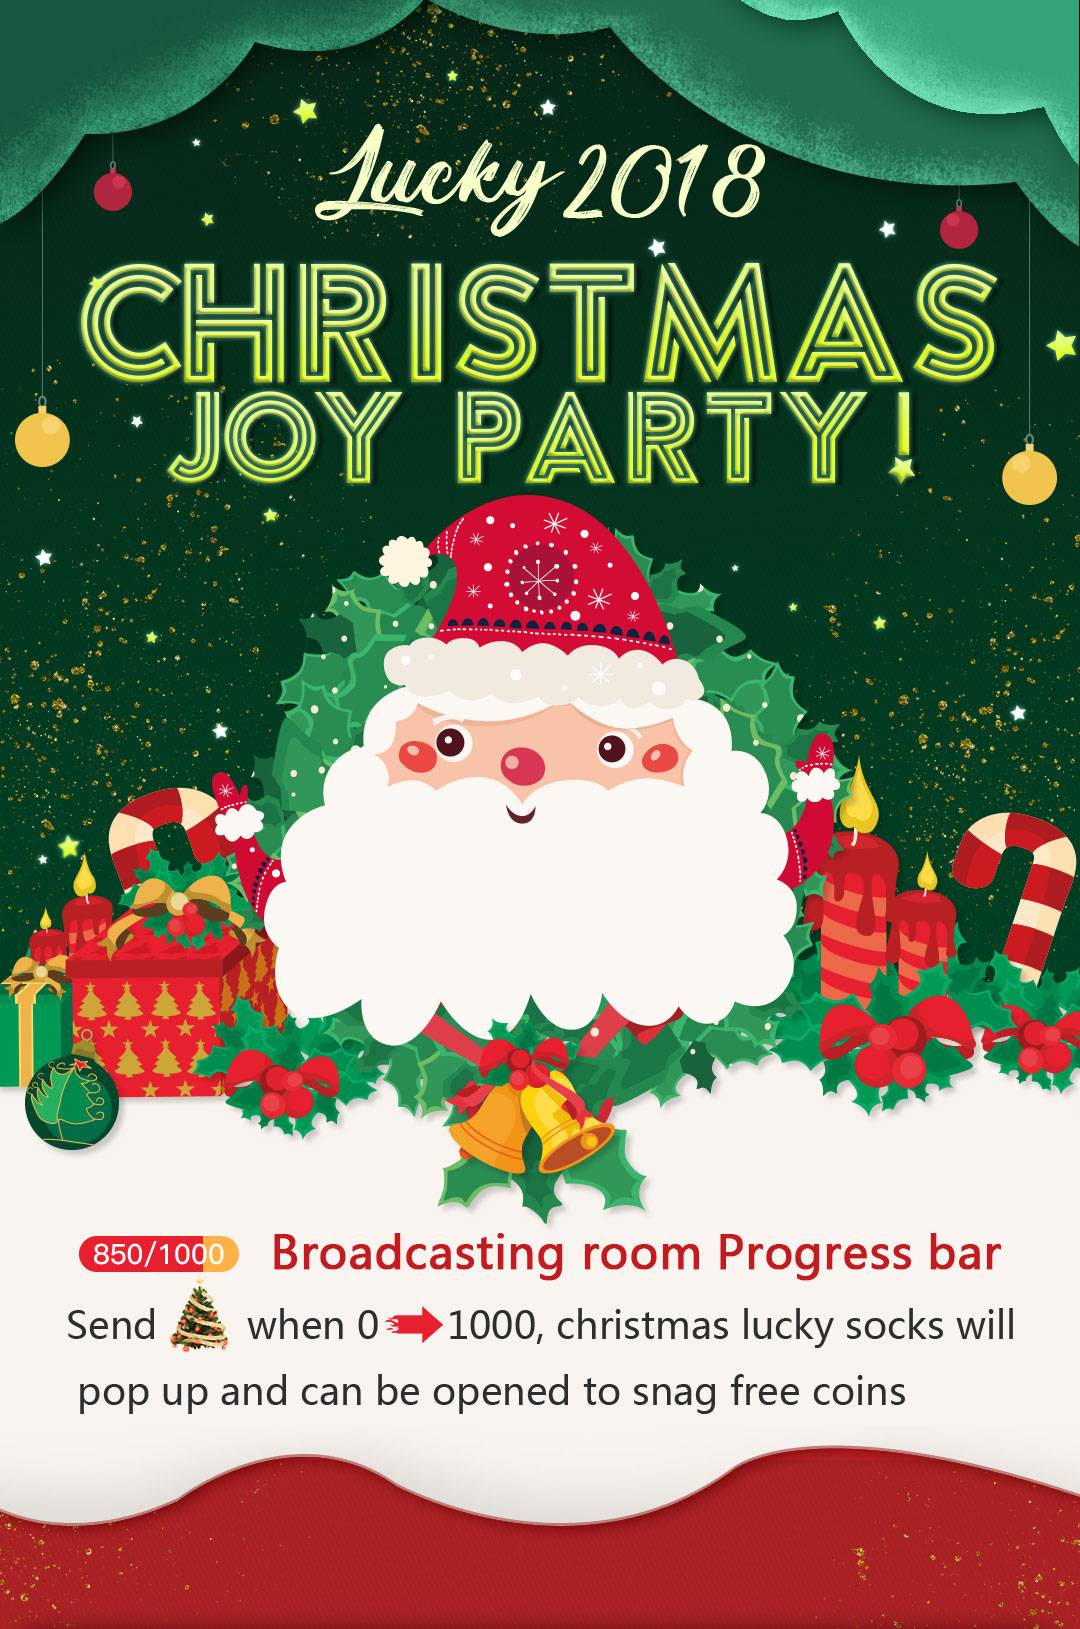 Lucky 2018
CHRISTMAS
JOY PARTY!
850/1000 Broadcasting room Progress bar
Send when 0 1000, christmas lucky socks will
pop up and can be opened to snag free coins